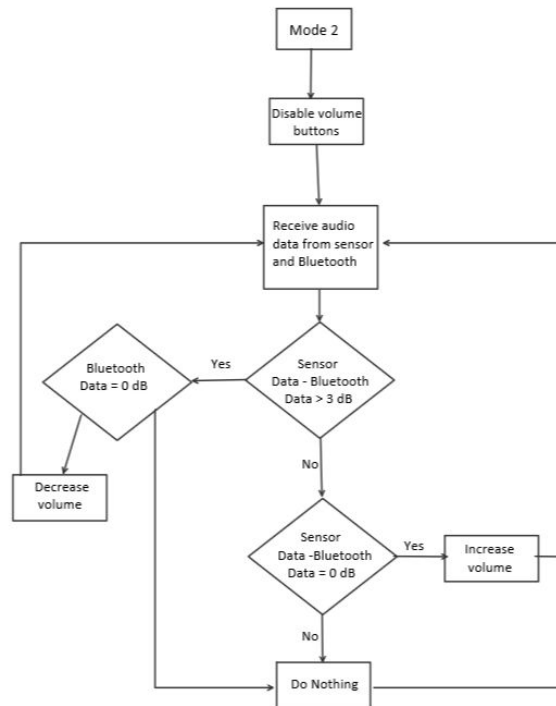 Mode 2
Disable volume
buttons
Receive audio
data from sensor
and Bluetooth
Sensor
Data - Bluetooth
Data > 3 dB
Yes
Bluetooth
Data = 0 dB
Decrease
volume
No
Sensor
Data -Bluetooth
Data = 0 dB
Yes
Increase
volume
No
Do Nothing